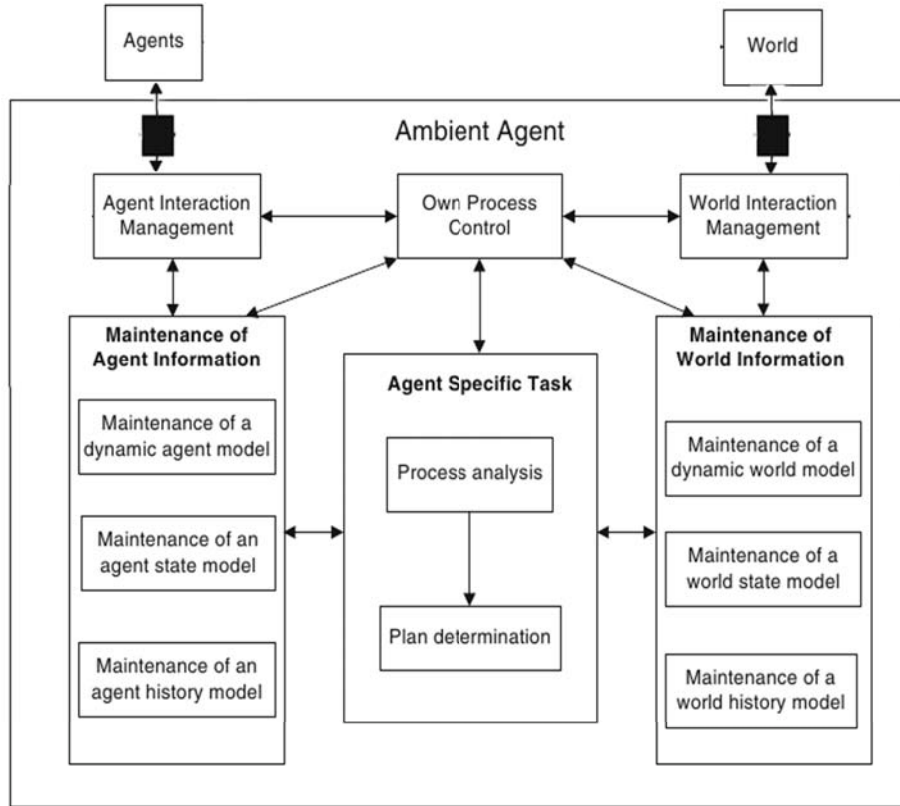 Agents
World
Ambient Agent
Agent Interaction
Management
Own Process
Control
World Interaction
Management
Maintenance of
Agent Information
Maintenance of a
dynamic agent model
Maintenance of an
agent state model
Maintenance of an
agent history model
Agent Specific Task
Process analysis
Plan determination
Maintenance of
World Information
Maintenance of a
dynamic world model
Maintenance of a
world state model
Maintenance of a
world history model